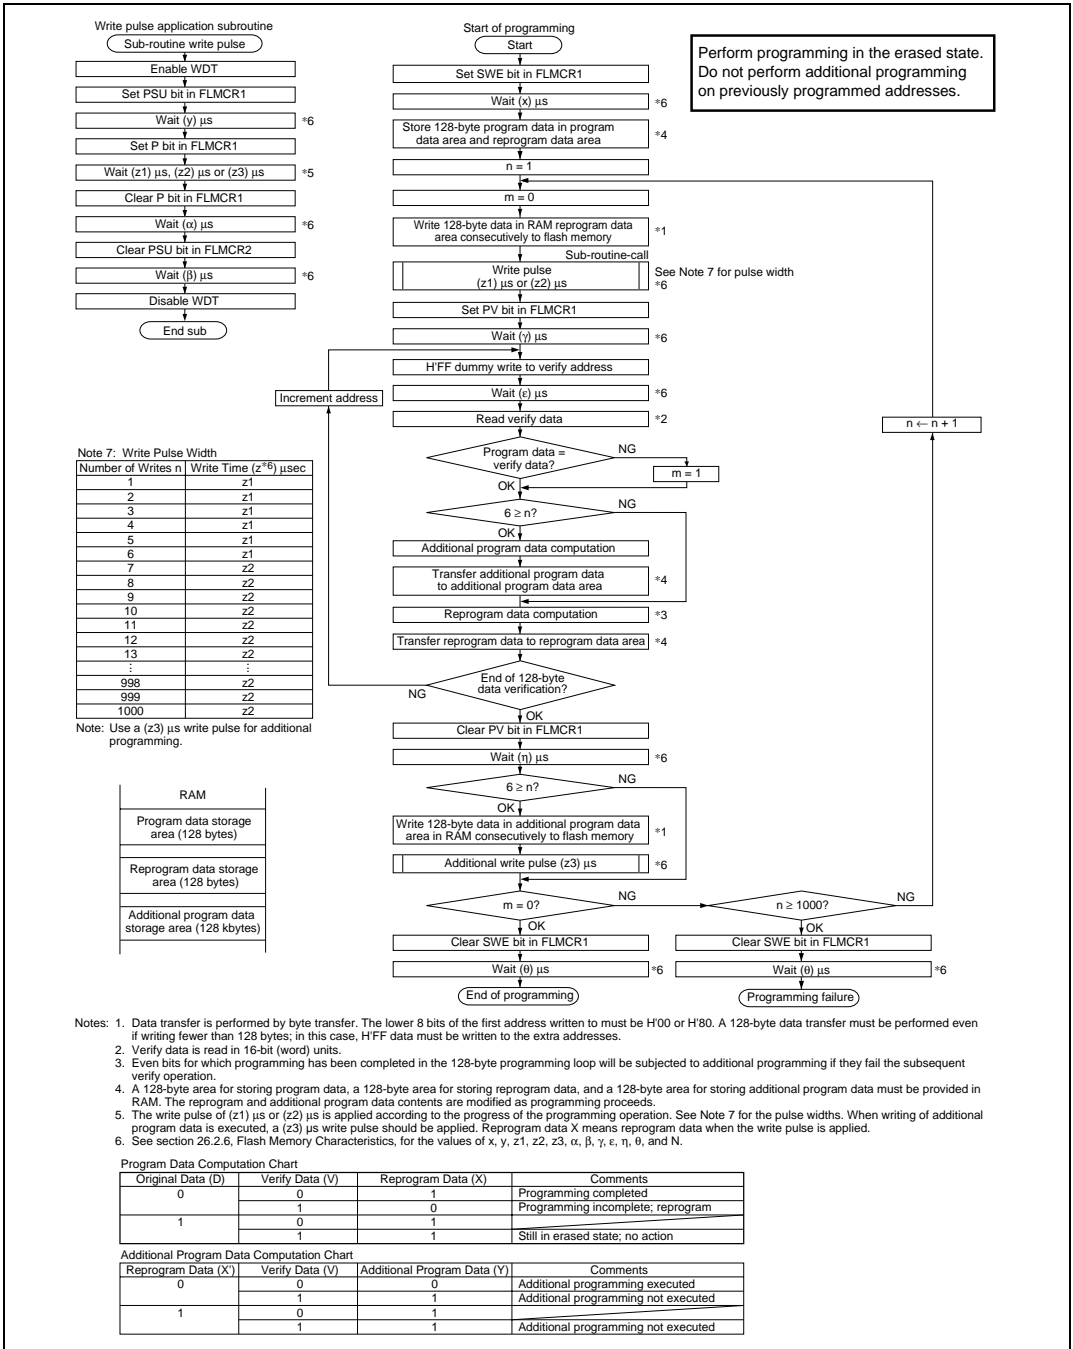 Write pulse application subroutine
Sub-routine write pulse
Enable WDT
Set PSU bit in FLMCR1
Wait (y) μs
*6
Set P bit in FLMCR1
Wait (z1) μs, (z2) μs or (z3) μs
*5
Clear P bit in FLMCR1
Wait (α) μs
*6
Clear PSU bit in FLMCR2
Wait (β) μs
*6
Disable WDT
End sub
Start of programming
Start
Set SWE bit in FLMCR1
Wait (x) μs
*6
Store 128-byte program data in program
data area and reprogram data area
*4
n = 1
m = 0
Write 128-byte data in RAM reprogram data
area consecutively to flash memory
*1
Sub-routine-call
Write pulse
(z1) μs or (z2) μs
See Note 7 for pulse width
*6
Set PV bit in FLMCR1
Wait (γ) μs
*6
H'FF dummy write to verify address
Wait (ε) μs
*6
Read verify data
*2
Increment address
Program data =
verify data?
NG
m = 1
OK
6 ≥ n?
NG
OK
Additional program data computation
Transfer additional program data
to additional program data area
*4
Reprogram data computation
*3
Transfer reprogram data to reprogram data area
*4
End of 128-byte
data verification?
NG
OK
Clear PV bit in FLMCR1
Wait (η) μs
*6
6 ≥ n?
NG
OK
Write 128-byte data in additional program data
area in RAM consecutively to flash memory
*1
Additional write pulse (z3) μs
*6
m = 0?
NG
OK
Clear SWE bit in FLMCR1
Wait (θ) μs
*6
End of programming
n ≥ 1000?
NG
OK
Clear SWE bit in FLMCR1
Wait (θ) μs
*6
Programming failure
n ← n + 1
Perform programming in the erased state.
Do not perform additional programming
on previously programmed addresses.
Note 7: Write Pulse Width
Number of Writes n Write Time (z*6) μsec
1 z1
2 z1
3 z1
4 z1
5 z1
6 z1
7 z2
8 z2
9 z2
10 z2
11 z2
12 z2
13 z2
⋮ ⋮
998 z2
999 z2
1000 z2
Note: Use a (z3) μs write pulse for additional
programming.
RAM
Program data storage
area (128 bytes)
Reprogram data storage
area (128 bytes)
Additional program data
storage area (128 kbytes)
Notes: 1. Data transfer is performed by byte transfer. The lower 8 bits of the first address written to must be H'00 or H'80. A 128-byte data transfer must be performed even
if writing fewer than 128 bytes; in this case, H'FF data must be written to the extra addresses.
2. Verify data is read in 16-bit (word) units.
3. Even bits for which programming has been completed in the 128-byte programming loop will be subjected to additional programming if they fail the subsequent
verify operation.
4. A 128-byte area for storing program data, a 128-byte area for storing reprogram data, and a 128-byte area for storing additional program data must be provided in
RAM. The reprogram and additional program data contents are modified as programming proceeds.
5. The write pulse of (z1) μs or (z2) μs is applied according to the progress of the programming operation. See Note 7 for the pulse widths. When writing of additional
program data is executed, a (z3) μs write pulse should be applied. Reprogram data X means reprogram data when the write pulse is applied.
6. See section 26.2.6, Flash Memory Characteristics, for the values of x, y, z1, z2, z3, α, β, γ, ε, η, θ, and N.
Program Data Computation Chart
Original Data (D) Verify Data (V) Reprogram Data (X) Comments
0 0 1 Programming completed
1 0 Programming incomplete; reprogram
1 0 1
1 1 Still in erased state; no action
Additional Program Data Computation Chart
Reprogram Data (X') Verify Data (V) Additional Program Data (Y) Comments
0 0 0 Additional programming executed
1 1 Additional programming not executed
1 0 1
1 1 Additional programming not executed